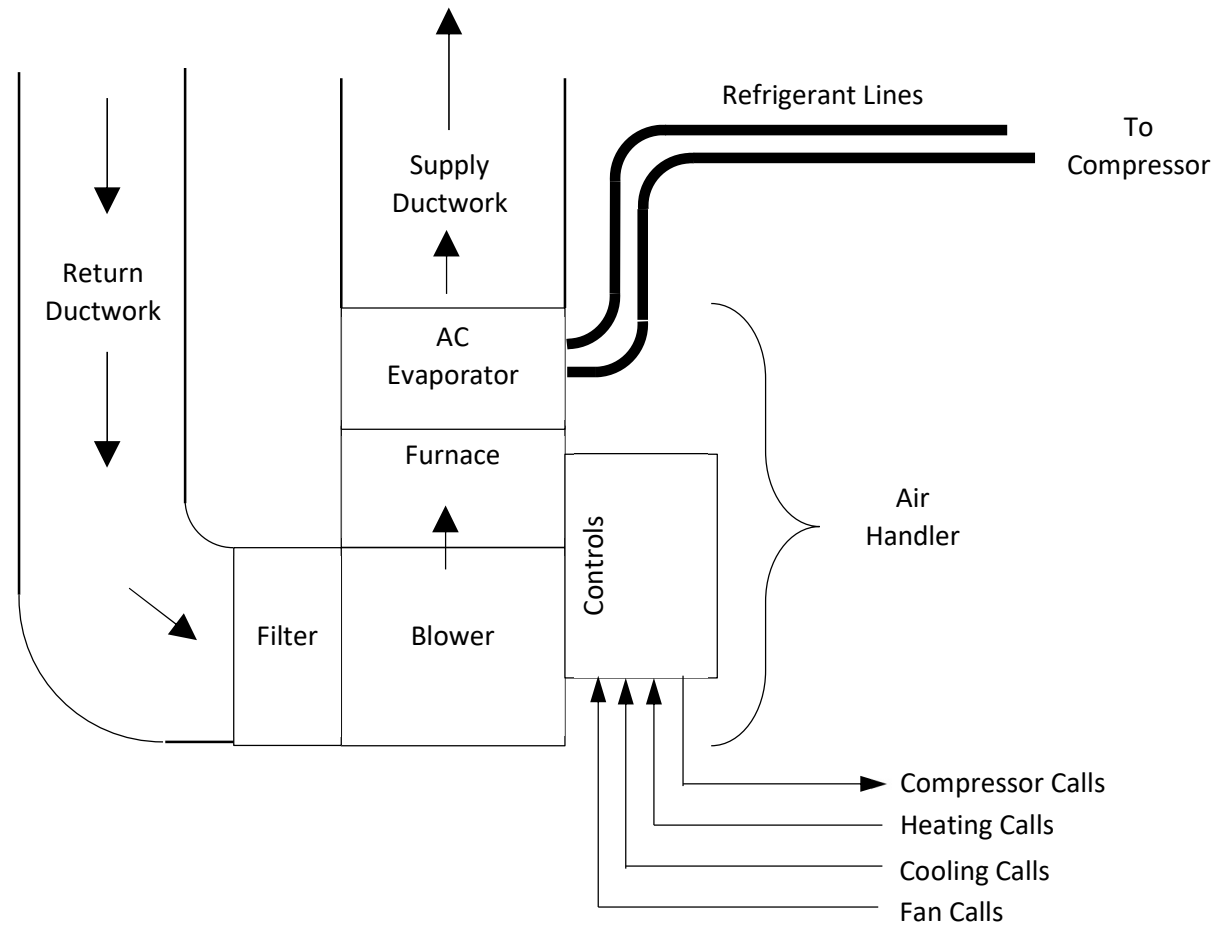 Refrigerant Lines
To
Compressor
Supply
Ductwork
Return
Ductwork
AC
Evaporator
Furnace
Controls
Air
Handler
Filter
Blower
Compressor Calls
Heating Calls
Cooling Calls
Fan Calls